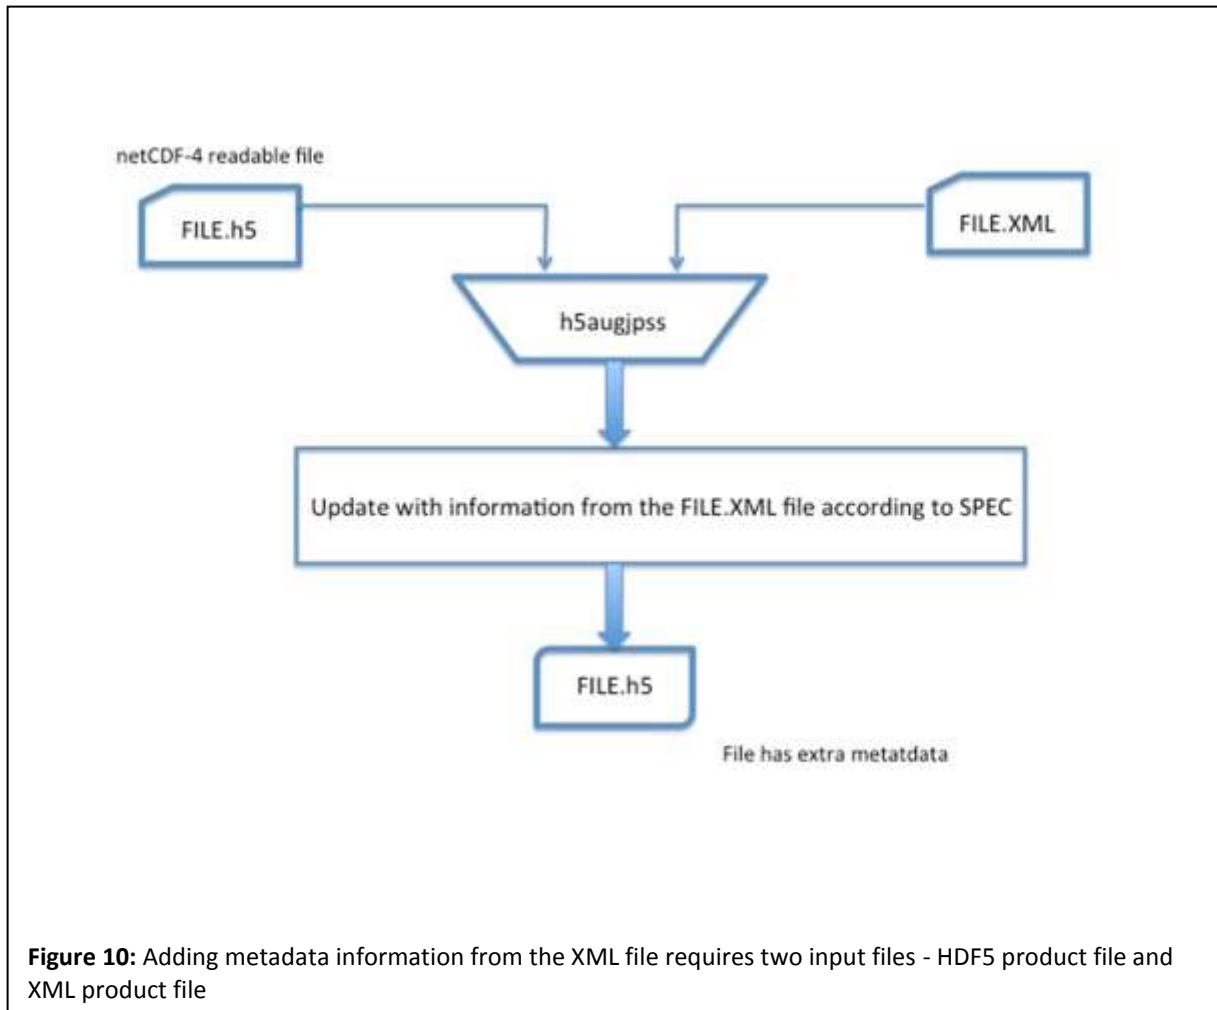 netCDF-4 readable file
FILE.h5
FILE.XML
h5augjpss
Update with information from the FILE.XML file according to SPEC
FILE.h5
File has extra metatdata
Figure 10: Adding metadata information from the XML file requires two input files - HDF5 product file and
XML product file